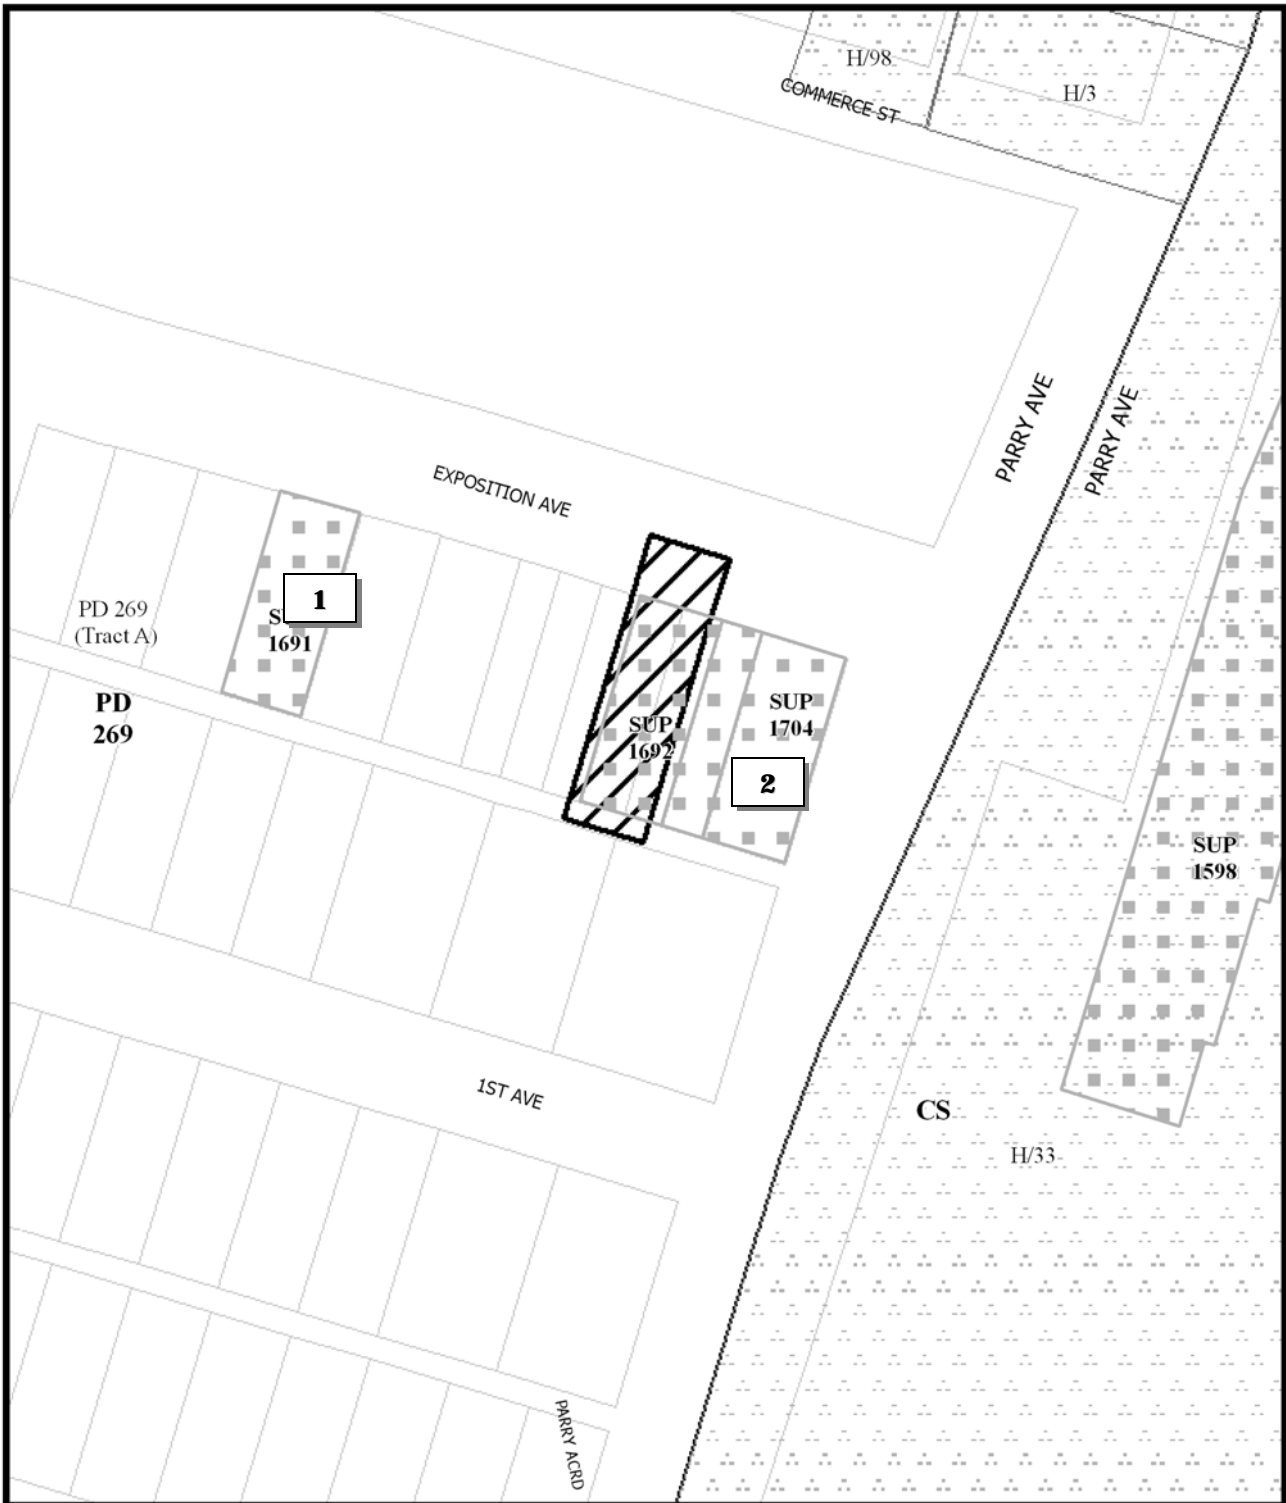 H/98
H/3
COMMERCE ST
PARRY AVE
PARRY AVE
EXPOSITION AVE
1
1691
PD 269
(Tract A)
PD
269
SUP
1692
SUP
1704
2
SUP
1598
1ST AVE
CS
H/33
PARRY ACRD